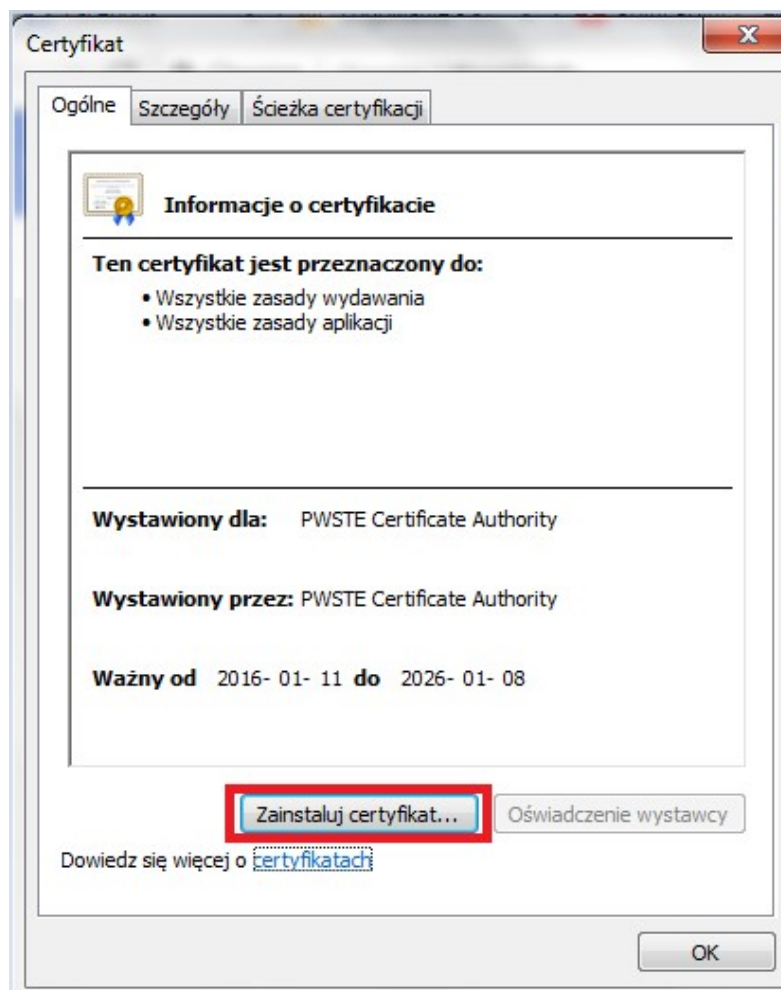 Certyfikat
Ogólne Szczegóły Ścieżka certyfikacji
Informacje o certyfikacie
Ten certyfikat jest przeznaczony do:
• Wszystkie zasady wydawania
• Wszystkie zasady aplikacji
Wystawiony dla: PWSTE Certificate Authority
Wystawiony przez: PWSTE Certificate Authority
Ważny od 2016- 01- 11 do 2026- 01- 08
Zainstaluj certyfikat... Oświadczenie wystawcy
Dowiedz się więcej o certyfikatach
OK